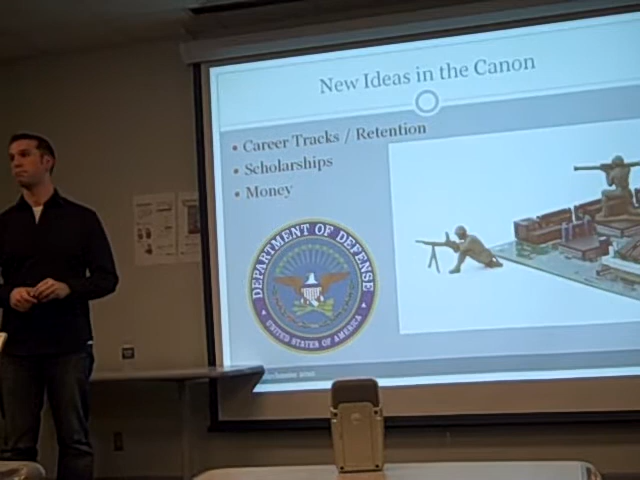 New Ideas in the Canon
• Career Tracks / Retention
• Scholarships
• Money
DEPARTMENT OF DEFENSE
UNITED STATES OF AMERICA